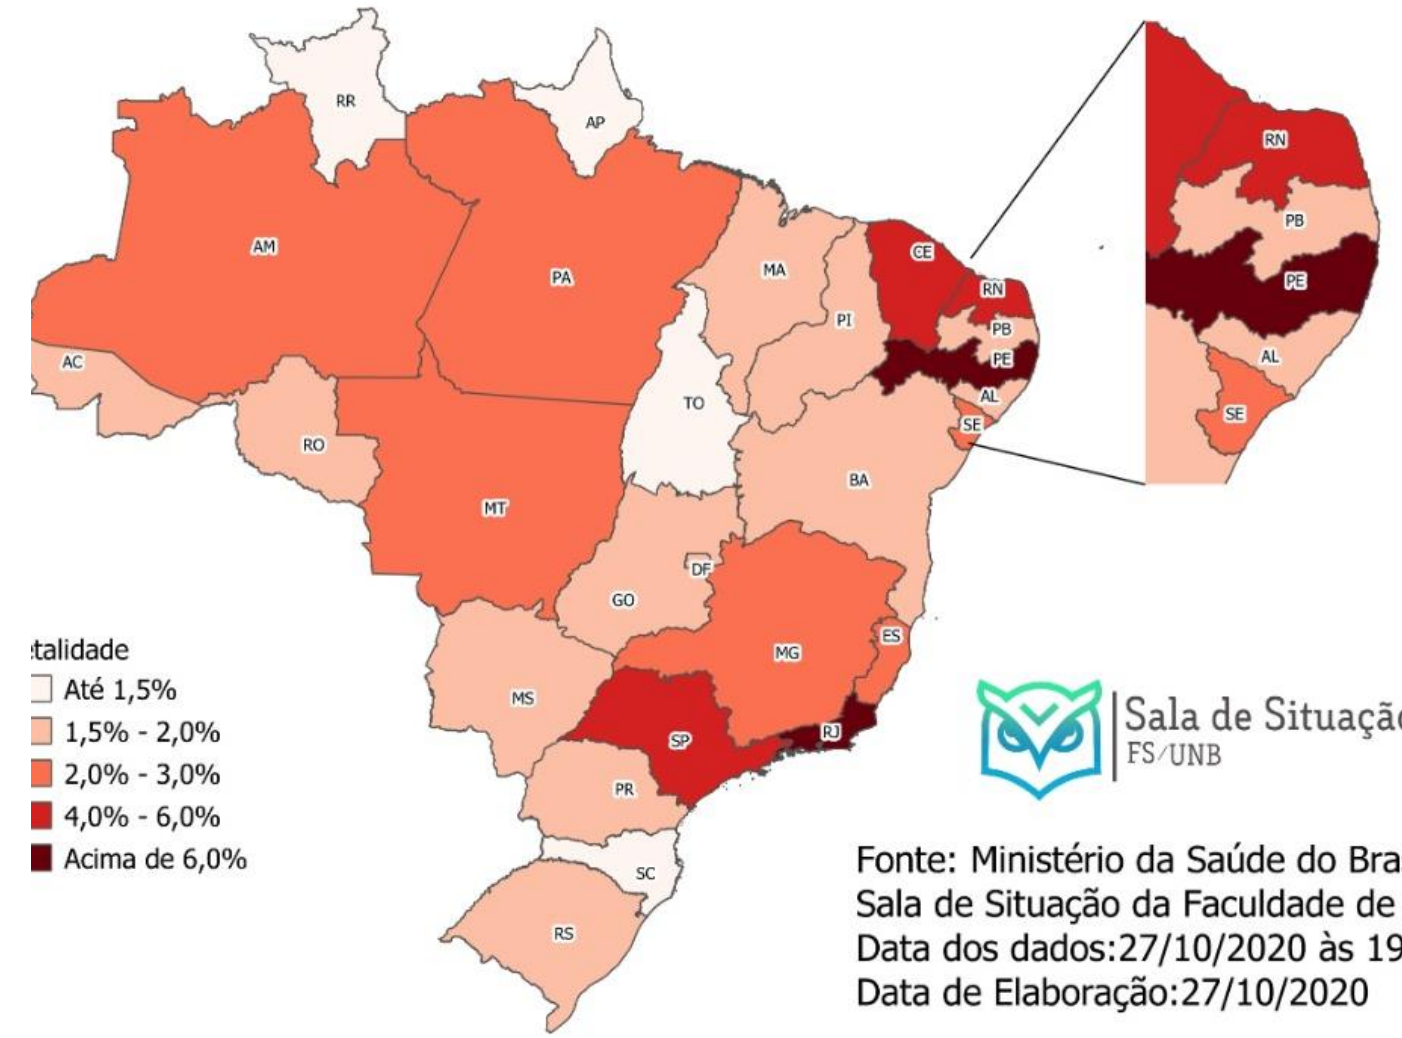 RR
AP
AM
PA
MA
CE
RN
PI
PB
PE
AC
AL
TO
SE
RO
BA
MT
DF
GO
ES
MG
MS
SP
RJ
PR
SC
RS
RN
PB
PE
AL
SE
etalidade
Até 1,5%
1,5% - 2,0%
2,0% - 3,0%
4,0% - 6,0%
Acima de 6,0%
Sala de Situação
FS/UNB
Fonte: Ministério da Saúde do Bra
Sala de Situação da Faculdade de
Data dos dados:27/10/2020 às 19
Data de Elaboração:27/10/2020